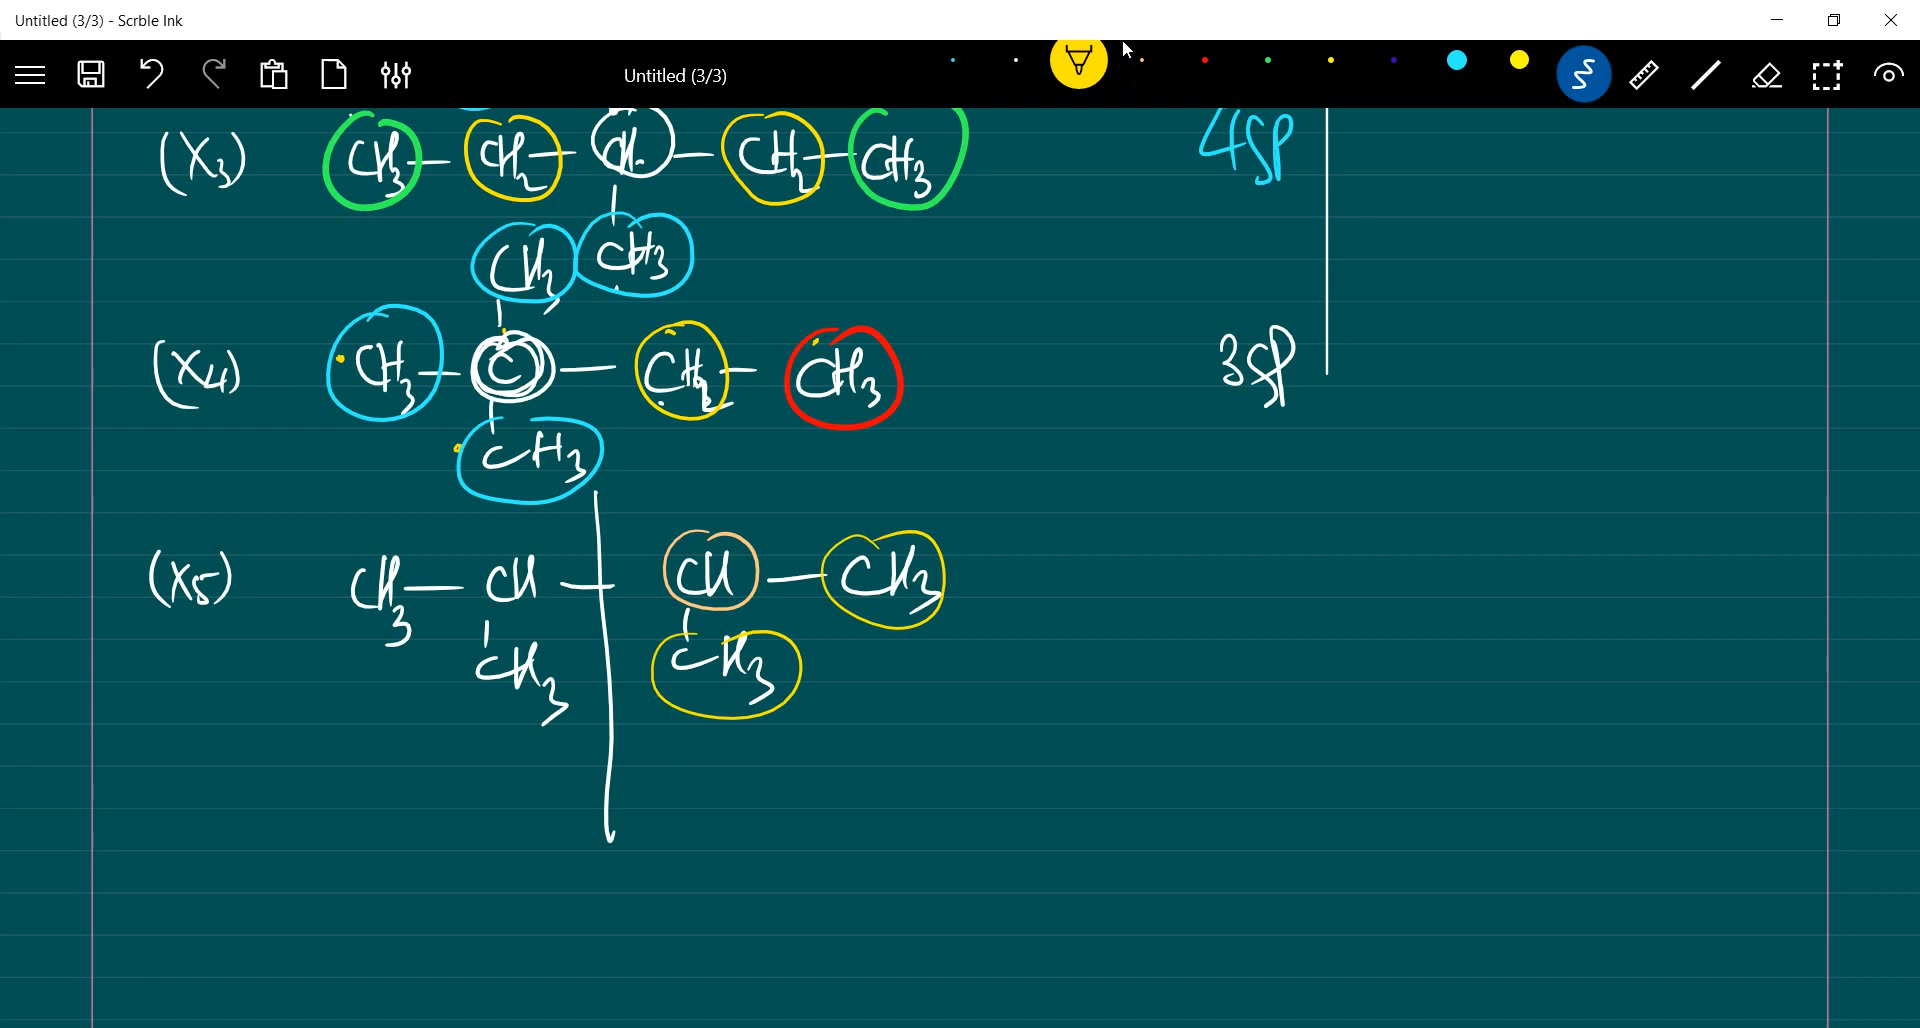 Untitled (3/3) - Scrble Ink
Untitled (3/3)
(X3) CH3 — CH2 — CH — CH2 — CH3 4sp
CH3 CH3
(X4) CH3 — C — CH2 — CH3 3sp
CH3
(X5) CH3 — CH — CH — CH3
CH3 CH3